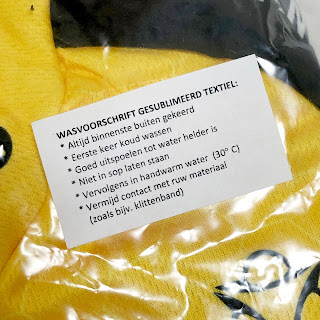 WASVOORSCHRIFT GESUBLIMEERD TEXTIEL:
* Altijd binnenste buiten gekeerd
* Eerste keer koud wassen
* Goed uitspoelen tot water helder is
* Niet in sop laten staan
* Vervolgens in handwarm water (30° C)
* Vermijd contact met ruw materiaal
(zoals bijv. klittenband)